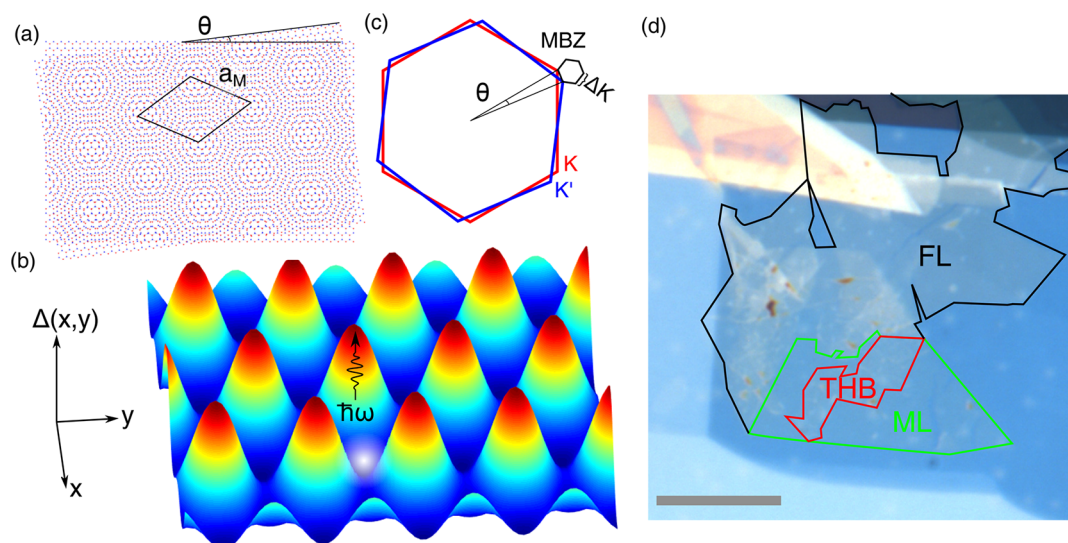 (a)
θ
a_M
(b)
Δ(x,y)
y
x
ħω
(c)
MBZ
θ
ΔK
K
K'
(d)
FL
THB
ML